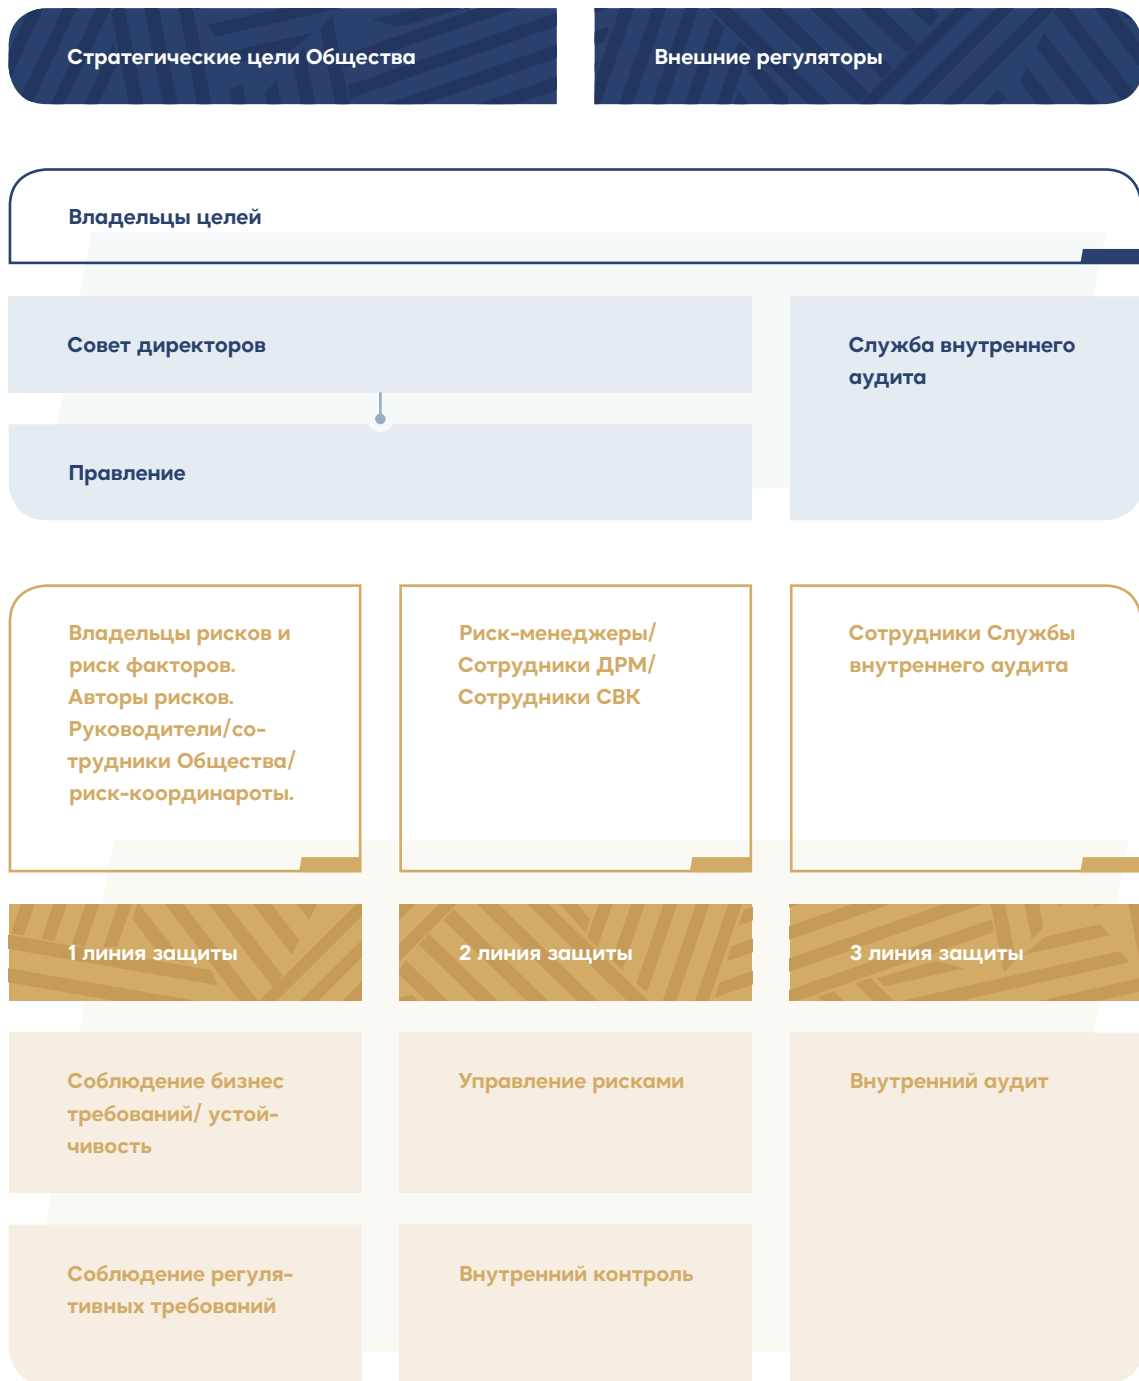 Стратегические цели Общества
Внешние регуляторы
Владельцы целей
Совет директоров
Служба внутреннего
аудита
Правление
Владельцы рисков и
риск факторов.
Авторы рисков.
Руководители/со-
трудники Общества/
риск-координароты.
Риск-менеджеры/
Сотрудники ДРМ/
Сотрудники СВК
Сотрудники Службы
внутреннего аудита
1 линия защиты
2 линия защиты
3 линия защиты
Соблюдение бизнес
требований/ устой-
чивость
Управление рисками
Внутренний аудит
Соблюдение регуля-
тивных требований
Внутренний контроль